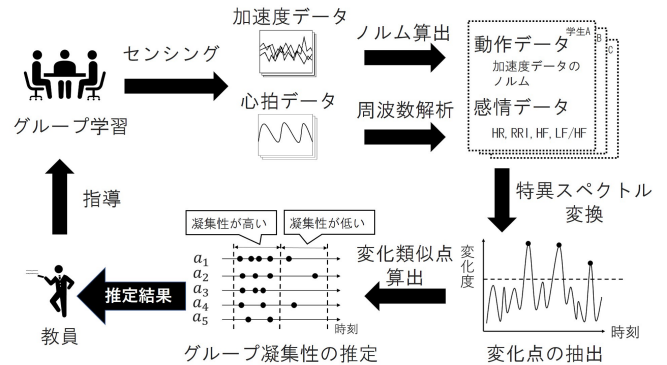 グループ学習
センシング
加速度データ
心拍データ
ノルム算出
周波数解析
学生A
B
C
動作データ
加速度データの
ノルム
感情データ
HR, RRI, HF, LF/HF
特異スペクトル
変換
変化度
時刻
変化点の抽出
変化類似点
算出
凝集性が高い
凝集性が低い
a₁
a₂
a₃
a₄
a₅
時刻
グループ凝集性の推定
推定結果
教員
指導